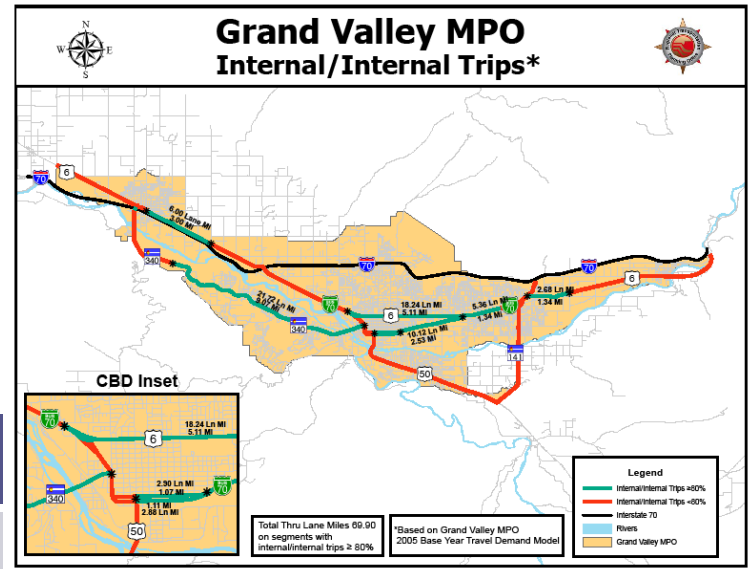 Grand Valley MPO
Internal/Internal Trips*
N
W
E
S
6
70
6.00 Lane MI
3.00 MI
340
70
70
6
21.72 Ln MI
340
70
18.24 Ln MI
5.11 MI
6
5.36 Ln MI
1.34 MI
70
2.68 Ln MI
1.34 MI
10.12 Ln MI
2.53 MI
141
50
CBD Inset
70
18.24 Ln MI
5.11 MI
6
2.90 Ln MI
1.07 MI
70
340
1.11 MI
2.88 Ln MI
50
Total Thru Lane Miles 69.90
on segments with
internal/internal trips ≥ 80%
*Based on Grand Valley MPO
2005 Base Year Travel Demand Model
Legend
Internal/Internal Trips ≥80%
Internal/Internal Trips <80%
Interstate 70
Rivers
Grand Valley MPO